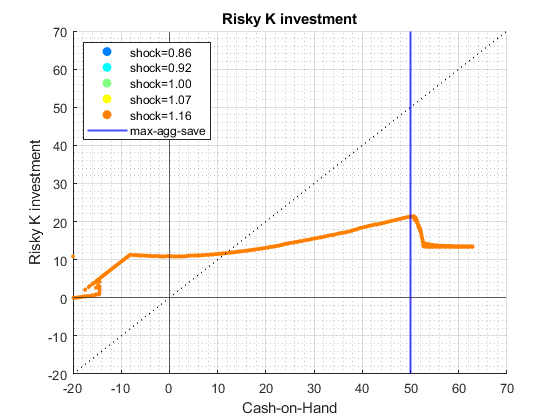 Risky K investment
70
60
50
40
30
20
10
0
-10
-20
Risky K investment
shock=0.86
shock=0.92
shock=1.00
shock=1.07
shock=1.16
max-agg-save
-20 -10 0 10 20 30 40 50 60 70
Cash-on-Hand